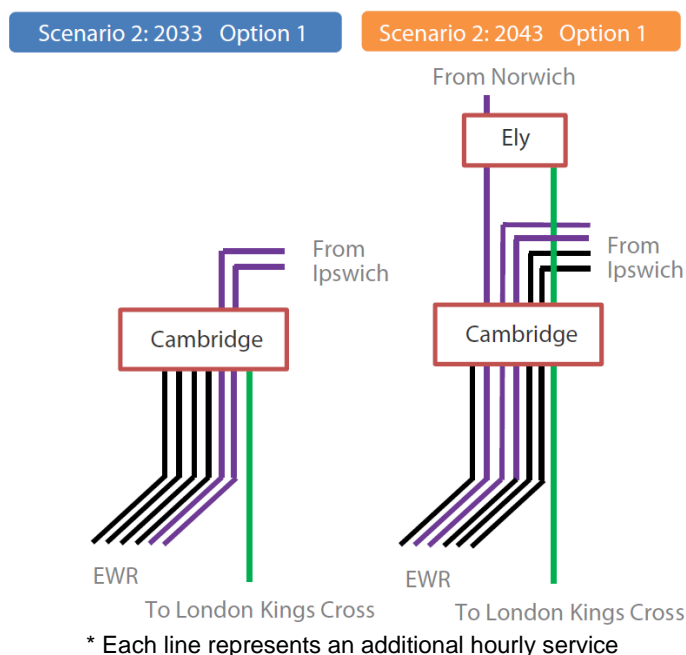 Scenario 2: 2033 Option 1
From
Ipswich
Cambridge
EWR
To London Kings Cross
Scenario 2: 2043 Option 1
From Norwich
Ely
From
Ipswich
Cambridge
EWR
To London Kings Cross
* Each line represents an additional hourly service